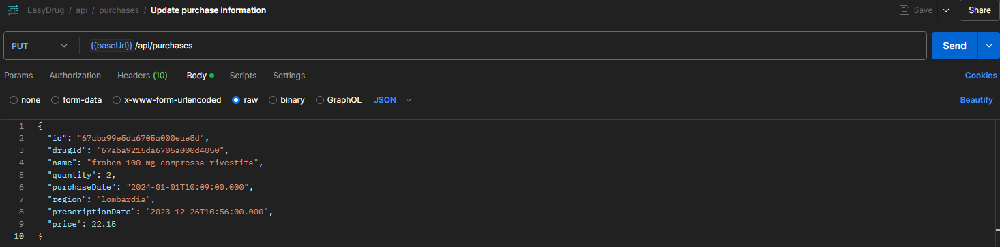 HTTP EasyDrug / api / purchases / Update purchase information Save Share
PUT {{baseUrl}} /api/purchases Send
Params Authorization Headers (10) Body Scripts Settings Cookies
none form-data x-www-form-urlencoded raw binary GraphQL JSON Beautify
1 {
2 "id": "67aba99e5da6705a000eae8d",
3 "drugId": "67aba9215da6705a000d4050",
4 "name": "froben 100 mg compressa rivestita",
5 "quantity": 2,
6 "purchaseDate": "2024-01-01T10:09:00.000",
7 "region": "lombardia",
8 "prescriptionDate": "2023-12-26T10:56:00.000",
9 "price": 22.15
10 }